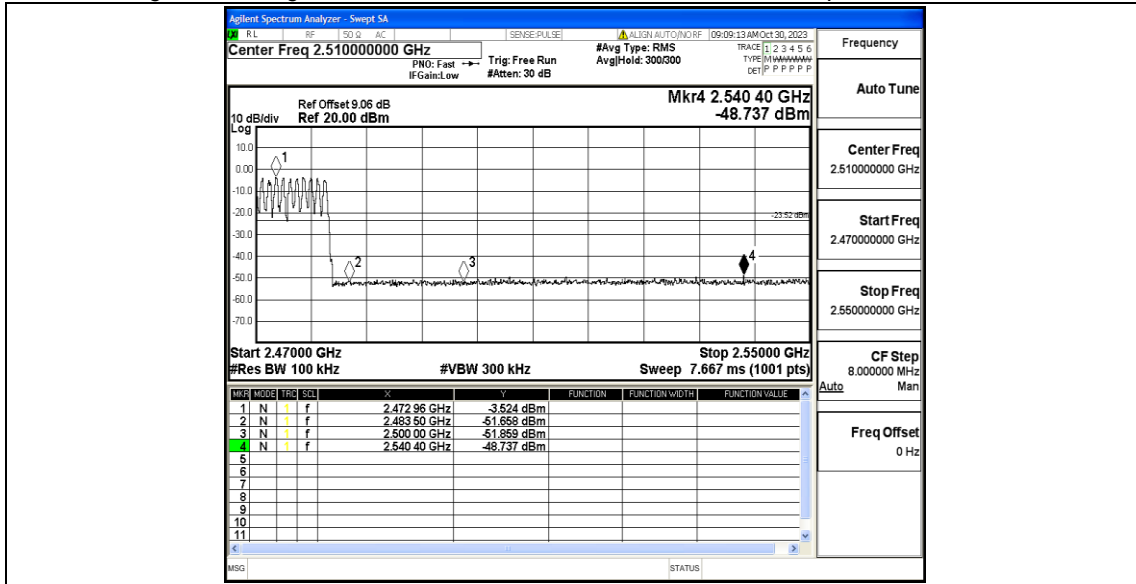 Agilent Spectrum Analyzer - Swept SA
RL RF 50 Ω AC SENSE:PULSE ALIGN AUTO/NO RF 09:09:13 AM Oct 30, 2023
Center Freq 2.510000000 GHz
PNO: Fast
IFGain:Low
Trig: Free Run
#Atten: 30 dB
#Avg Type: RMS
Avg|Hold: 300/300
TRACE 1 2 3 4 5 6
TYPE M WWWWW
DET P P P P P P
Mkr4 2.540 40 GHz
-48.737 dBm
Ref Offset 9.06 dB
10 dB/div Ref 20.00 dBm
Log
10.0
0.00
-10.0
-20.0
-30.0
-40.0
-50.0
-60.0
-70.0
1
2
3
4
-23.52 dBm
Start 2.47000 GHz Stop 2.55000 GHz
#Res BW 100 kHz #VBW 300 kHz Sweep 7.667 ms (1001 pts)
MKR MODE TRC SCL X Y FUNCTION FUNCTION WIDTH FUNCTION VALUE
1 N 1 f 2.472 96 GHz -3.524 dBm
2 N 1 f 2.483 50 GHz -51.658 dBm
3 N 1 f 2.500 00 GHz -51.859 dBm
4 N 1 f 2.540 40 GHz -48.737 dBm
5
6
7
8
9
10
11
MSG STATUS
Frequency
Auto Tune
Center Freq
2.510000000 GHz
Start Freq
2.470000000 GHz
Stop Freq
2.550000000 GHz
CF Step
8.000000 MHz
Auto Man
Freq Offset
0 Hz